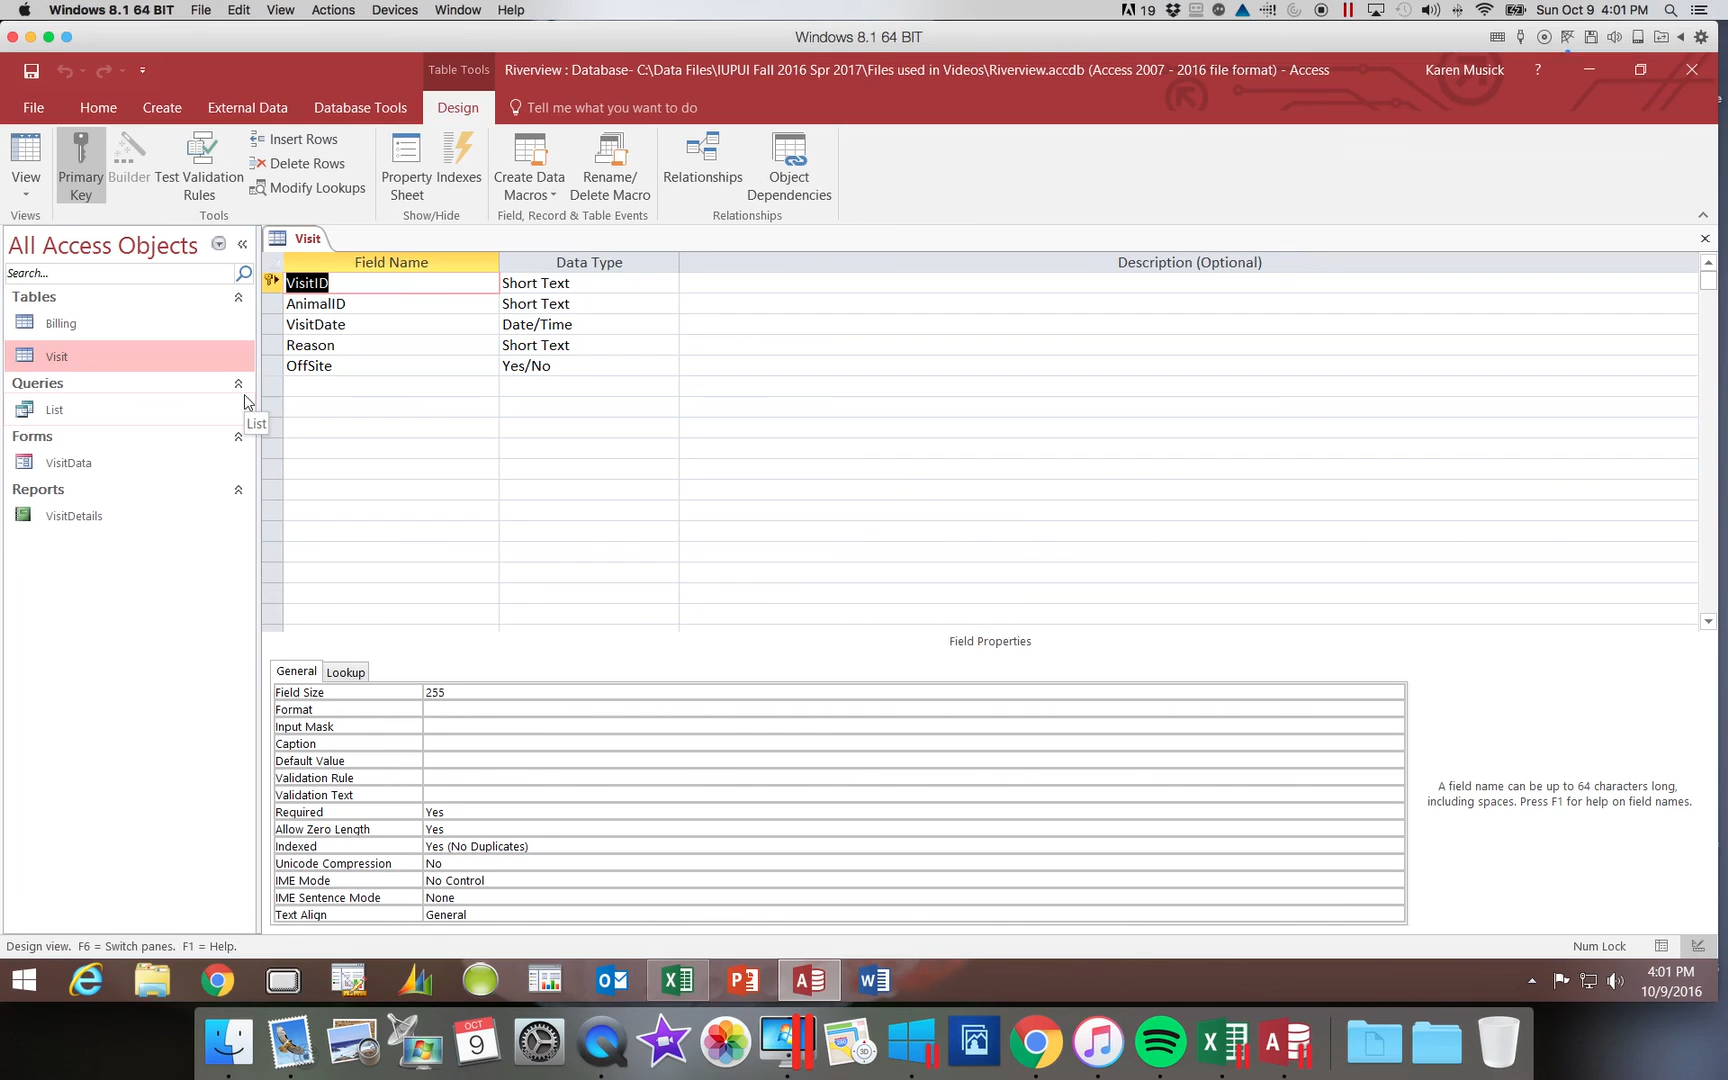 Windows 8.1 64 BIT File Edit View Actions Devices Window Help 19 Sun Oct 9 4:01 PM
Windows 8.1 64 BIT
Table Tools Riverview : Database- C:\Data Files\IUPUI Fall 2016 Spr 2017\Files used in Videos\Riverview.accdb (Access 2007 - 2016 file format) - Access Karen Musick ?
File Home Create External Data Database Tools Design Tell me what you want to do
View
Primary Key
Builder
Test Validation Rules
Insert Rows
Delete Rows
Modify Lookups
Property Sheet
Indexes
Create Data Macros
Rename/ Delete Macro
Relationships
Object Dependencies
Views Tools Show/Hide Field, Record & Table Events Relationships
All Access Objects
Search...
Tables
Billing
Visit
Queries
List
List
Forms
VisitData
Reports
VisitDetails
Visit
Field Name Data Type Description (Optional)
VisitID Short Text
AnimalID Short Text
VisitDate Date/Time
Reason Short Text
OffSite Yes/No
Field Properties
General Lookup
Field Size 255
Format
Input Mask
Caption
Default Value
Validation Rule
Validation Text
Required Yes
Allow Zero Length Yes
Indexed Yes (No Duplicates)
Unicode Compression No
IME Mode No Control
IME Sentence Mode None
Text Align General
A field name can be up to 64 characters long,
including spaces. Press F1 for help on field names.
Design view. F6 = Switch panes. F1 = Help. Num Lock
4:01 PM
10/9/2016
OCT
9